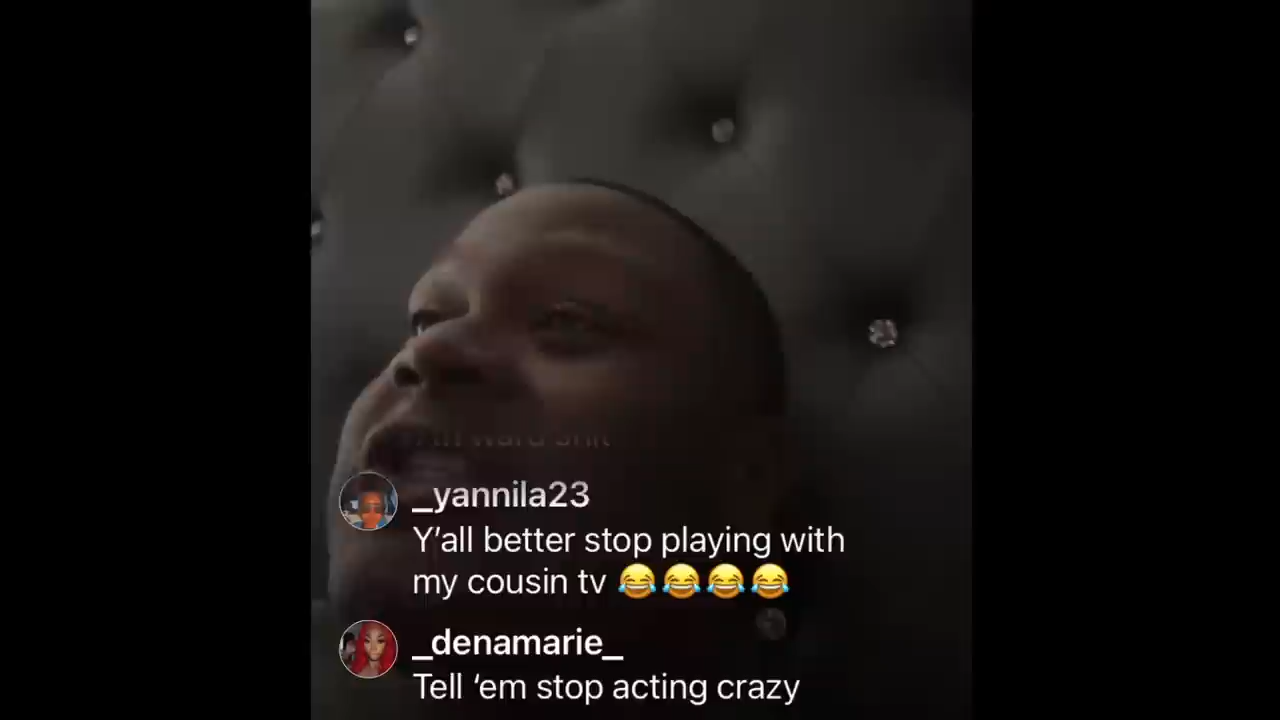 _yannila23
Y’all better stop playing with
my cousin tv 😂😂😂😂
_denamarie_
Tell ‘em stop acting crazy